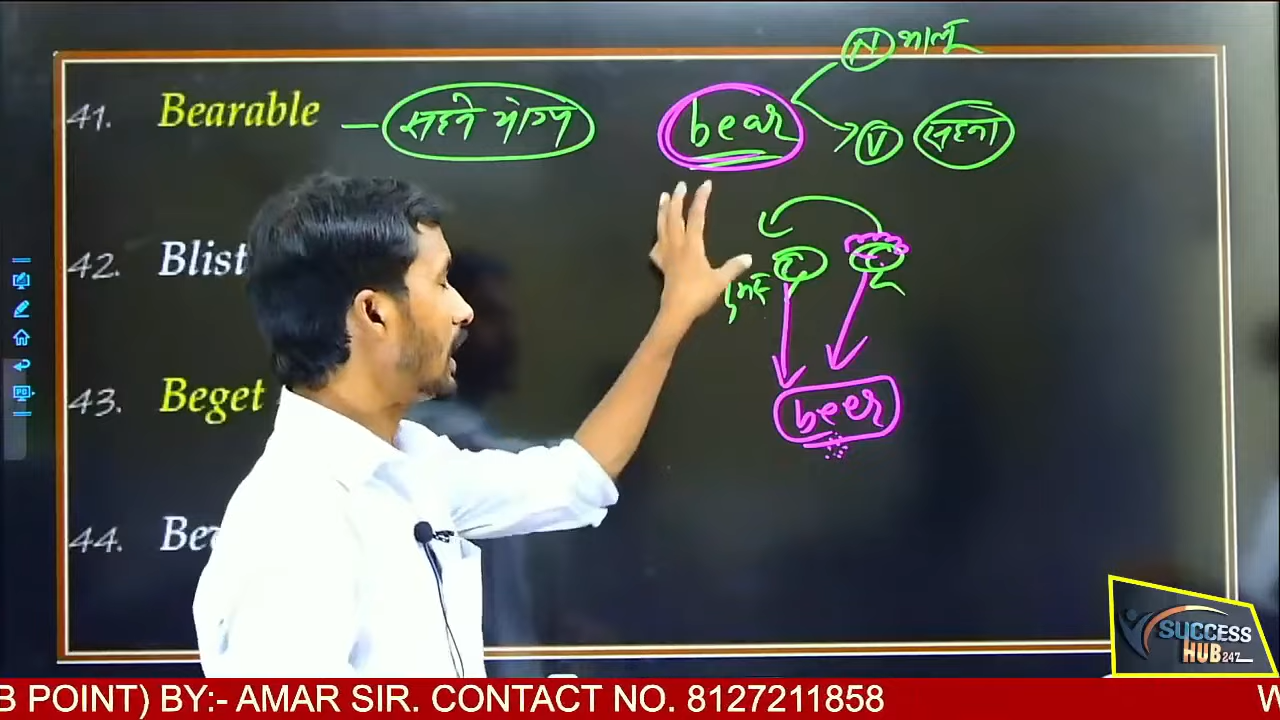 N भालू
41. Bearable – सहने योग्य bear V सहना
42. Blist
43. Beget
beer
44. Be
SUCCESS
HUB 247
B POINT) BY:- AMAR SIR. CONTACT NO. 8127211858 W